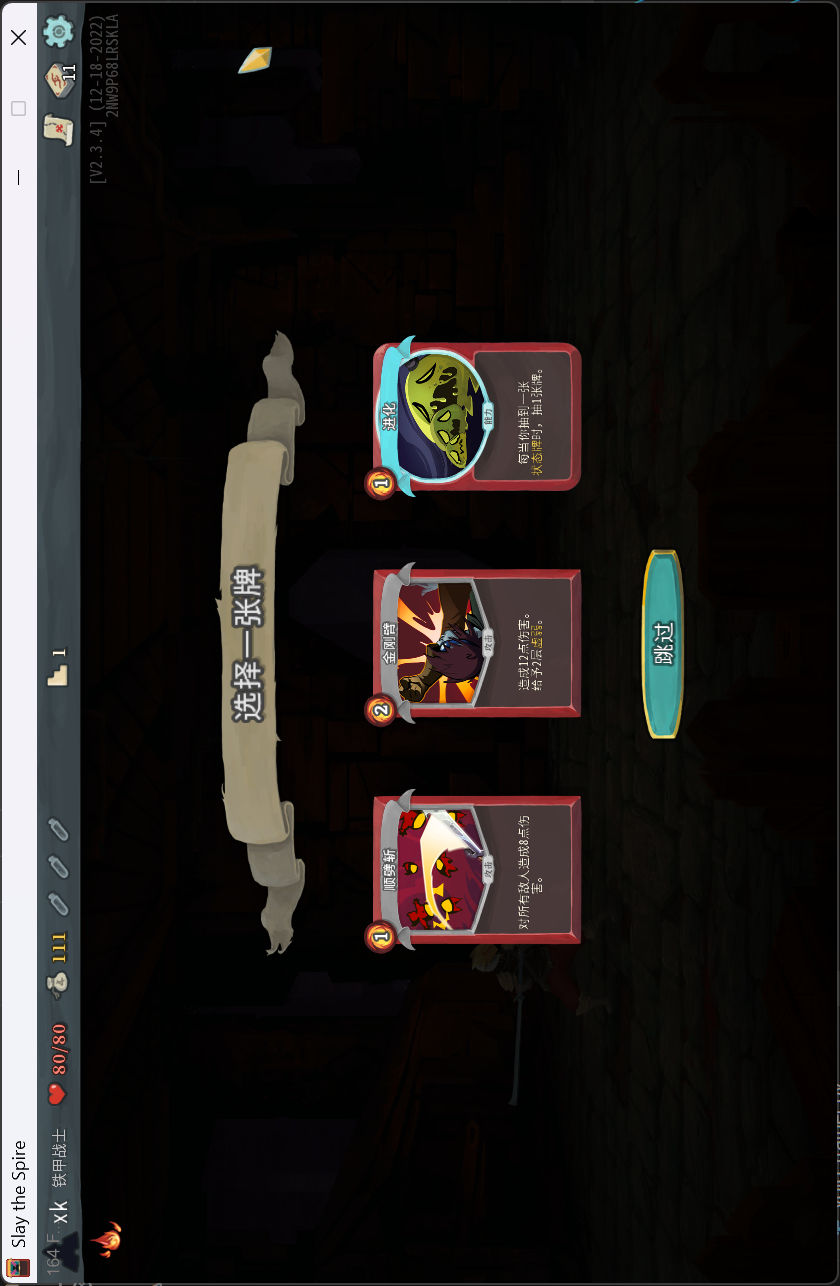 Slay the Spire
164 F
xk 铁甲战士 80/80 111 1 11
[V2.3.4] (12-18-2022)
2NW9P68LRSKLA
选择一张牌
1
顺劈斩
攻击
对所有敌人造成8点伤
害。
2
金刚臂
攻击
造成12点伤害。
给予2层虚弱。
1
进化
能力
每当你抽到一张
状态牌时，抽1张牌。
跳过